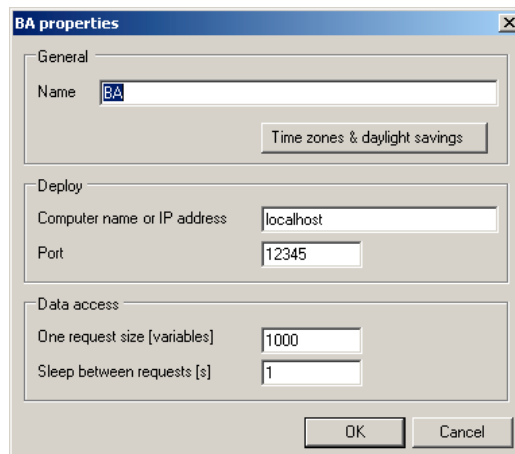 BA properties
General
Name BA
Time zones & daylight savings
Deploy
Computer name or IP address localhost
Port 12345
Data access
One request size [variables] 1000
Sleep between requests [s] 1
OK Cancel